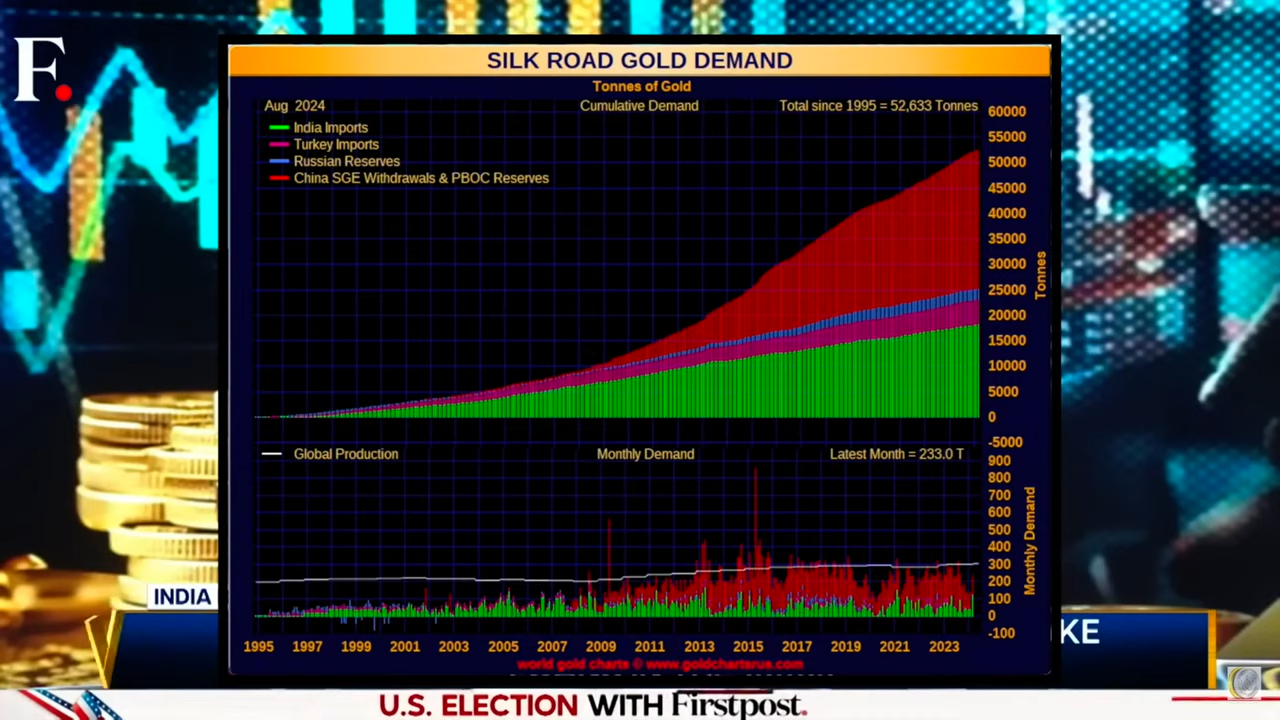 F.
SILK ROAD GOLD DEMAND
Tonnes of Gold
Aug 2024 Cumulative Demand Total since 1995 = 52,633 Tonnes
India Imports
Turkey Imports
Russian Reserves
China SGE Withdrawals & PBOC Reserves
60000
55000
50000
45000
40000
35000
30000
25000
20000
15000
10000
5000
0
-5000
Tonnes
Global Production Monthly Demand Latest Month = 233.0 T
900
800
700
600
500
400
300
200
100
0
-100
Monthly Demand
1995 1997 1999 2001 2003 2005 2007 2009 2011 2013 2015 2017 2019 2021 2023
world gold charts © www.goldchartsrus.com
INDIA
KE
U.S. ELECTION WITH Firstpost.